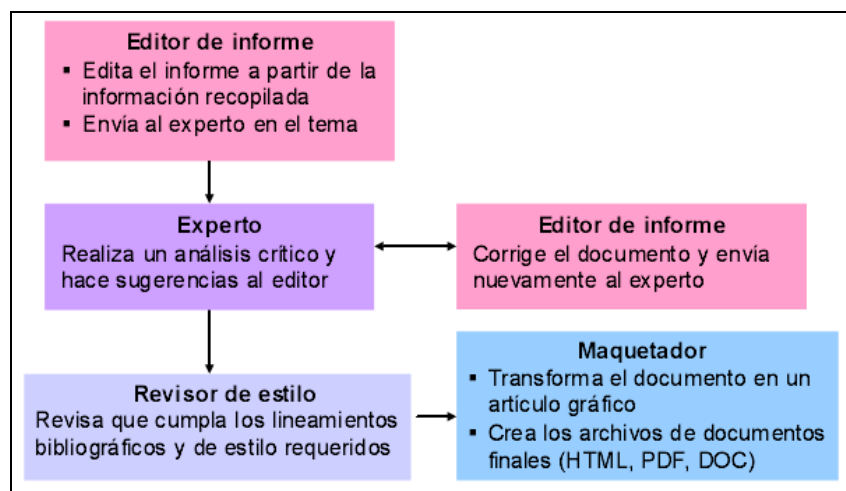 Editor de informe
▪ Edita el informe a partir de la
información recopilada
▪ Envía al experto en el tema
Experto
Realiza un análisis crítico y
hace sugerencias al editor
Editor de informe
Corrige el documento y envía
nuevamente al experto
Revisor de estilo
Revisa que cumpla los lineamientos
bibliográficos y de estilo requeridos
Maquetador
▪ Transforma el documento en un
artículo gráfico
▪ Crea los archivos de documentos
finales (HTML, PDF, DOC)